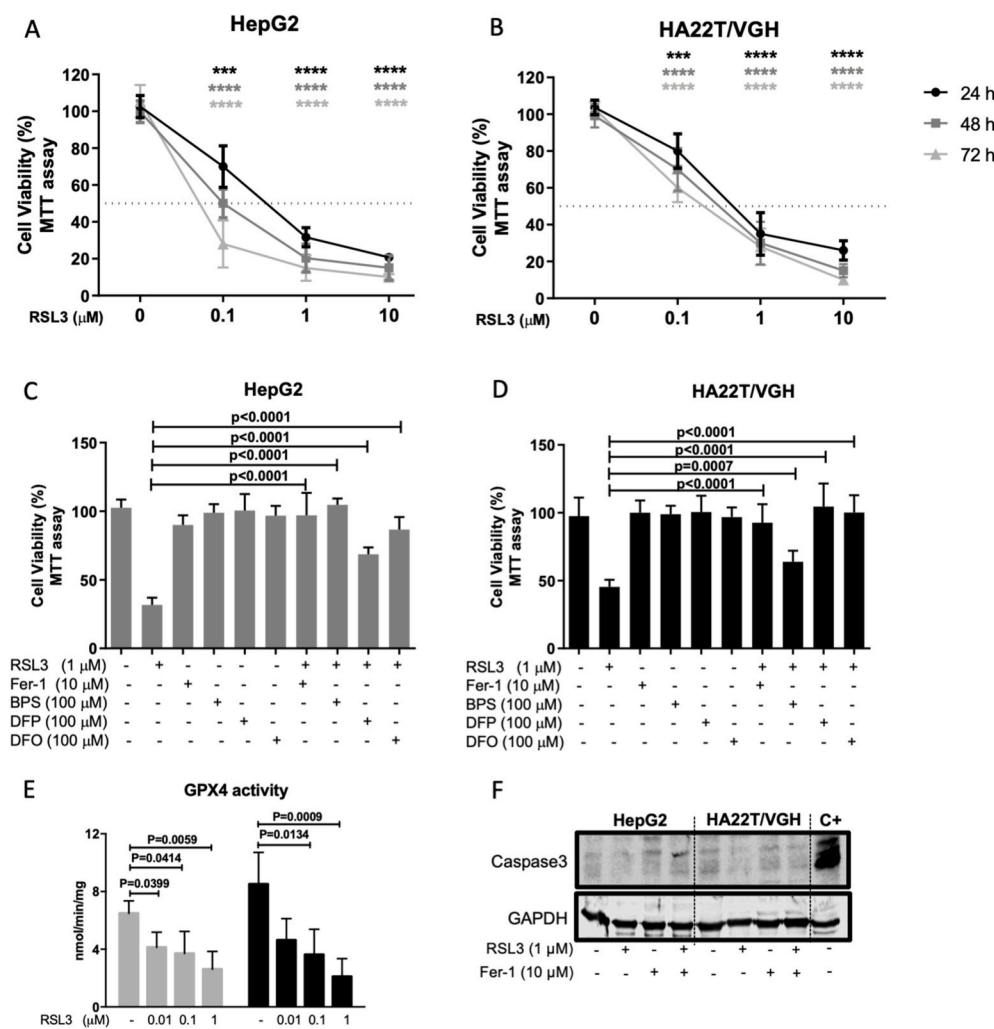 A
HepG2
***
****
****
****
****
****
****
****
****
120
100
80
60
40
20
0
Cell Viability (%)
MTT assay
RSL3 (μM)
0
0.1
1
10
B
HA22T/VGH
***
****
****
****
****
****
****
****
****
120
100
80
60
40
20
0
Cell Viability (%)
MTT assay
RSL3 (μM)
0
0.1
1
10
24 h
48 h
72 h
C
HepG2
p<0.0001
p<0.0001
p<0.0001
p<0.0001
150
100
50
0
Cell Viability (%)
MTT assay
RSL3 (1 μM) - + - - - - + + + +
Fer-1 (10 μM) - - + - - - + - - -
BPS (100 μM) - - - + - - - + - -
DFP (100 μM) - - - - + - - - + -
DFO (100 μM) - - - - - + - - - +
D
HA22T/VGH
p<0.0001
p<0.0001
p=0.0007
p<0.0001
150
100
50
0
Cell Viability (%)
MTT assay
RSL3 (1 μM) - + - - - - + + + +
Fer-1 (10 μM) - - + - - - + - - -
BPS (100 μM) - - - + - - - + - -
DFP (100 μM) - - - - + - - - + -
DFO (100 μM) - - - - - + - - - +
E
GPX4 activity
P=0.0059
P=0.0414
P=0.0399
P=0.0009
P=0.0134
12
8
4
0
nmol/min/mg
RSL3 (μM) - 0.01 0.1 1 - 0.01 0.1 1
F
HepG2 HA22T/VGH C+
Caspase3
GAPDH
RSL3 (1 μM) - + - + - + - + -
Fer-1 (10 μM) - - + + - - + + -